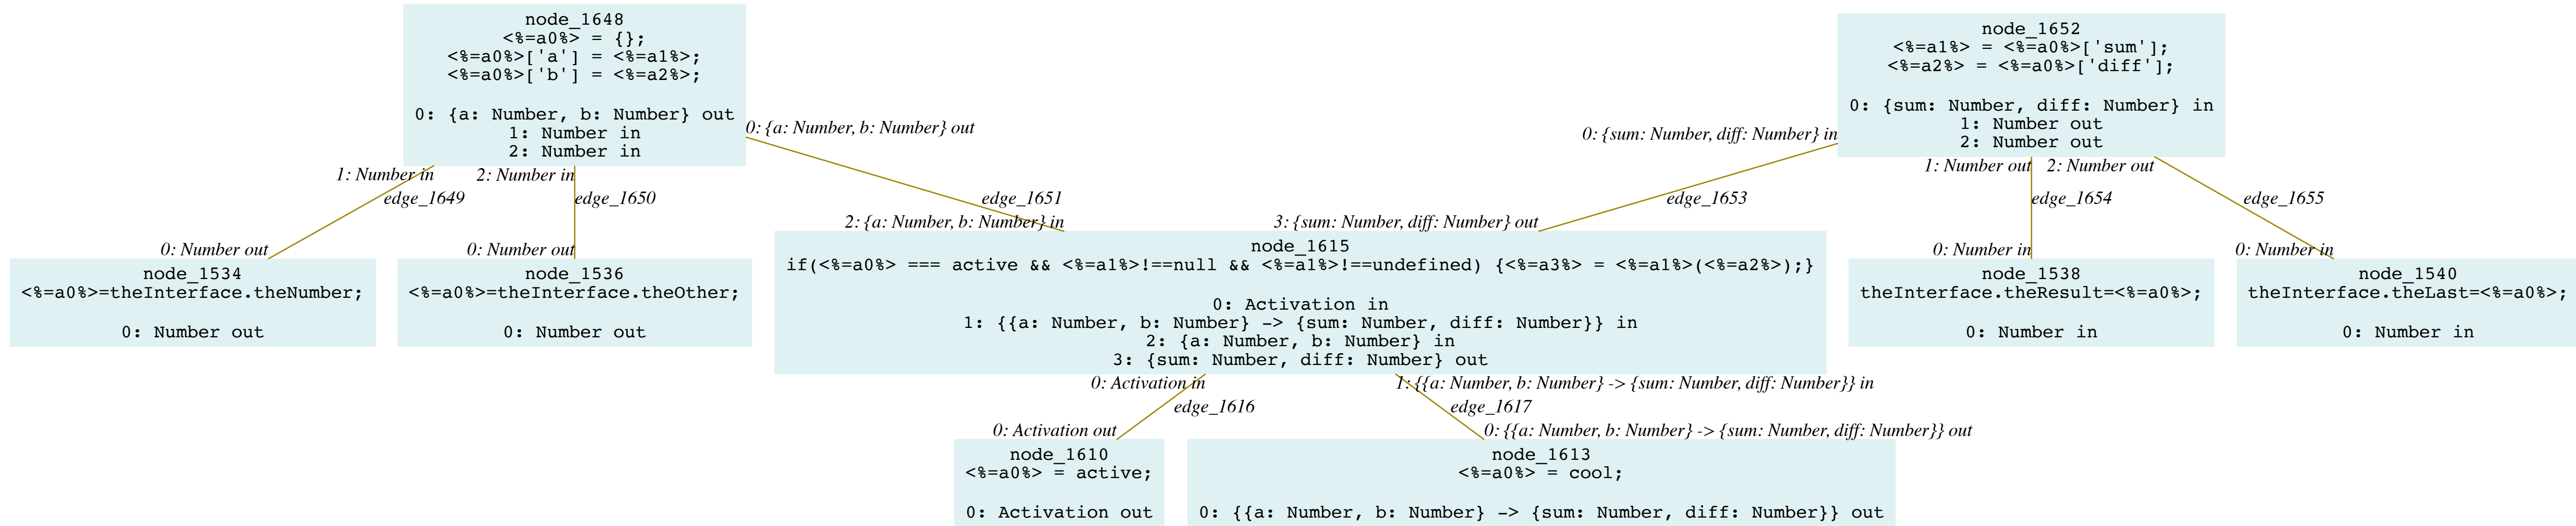 node_1648
<%=a0%> = {};
<%=a0%>['a'] = <%=a1%>;
<%=a0%>['b'] = <%=a2%>;
0: {a: Number, b: Number} out
1: Number in
2: Number in
node_1652
<%=a1%> = <%=a0%>['sum'];
<%=a2%> = <%=a0%>['diff'];
0: {sum: Number, diff: Number} in
1: Number out
2: Number out
0: {a: Number, b: Number} out
0: {sum: Number, diff: Number} in
1: Number in
2: Number in
1: Number out
2: Number out
edge_1649
edge_1650
edge_1651
edge_1653
edge_1654
edge_1655
0: Number out
0: Number out
2: {a: Number, b: Number} in
3: {sum: Number, diff: Number} out
0: Number in
0: Number in
node_1534
<%=a0%>=theInterface.theNumber;
0: Number out
node_1536
<%=a0%>=theInterface.theOther;
0: Number out
node_1615
if(<%=a0%> === active && <%=a1%>!==null && <%=a1%>!==undefined) {<%=a3%> = <%=a1%>(<%=a2%>);}
0: Activation in
1: {{a: Number, b: Number} -> {sum: Number, diff: Number}} in
2: {a: Number, b: Number} in
3: {sum: Number, diff: Number} out
node_1538
theInterface.theResult=<%=a0%>;
0: Number in
node_1540
theInterface.theLast=<%=a0%>;
0: Number in
0: Activation in
1: {{a: Number, b: Number} -> {sum: Number, diff: Number}} in
edge_1616
edge_1617
0: Activation out
0: {{a: Number, b: Number} -> {sum: Number, diff: Number}} out
node_1610
<%=a0%> = active;
0: Activation out
node_1613
<%=a0%> = cool;
0: {{a: Number, b: Number} -> {sum: Number, diff: Number}} out